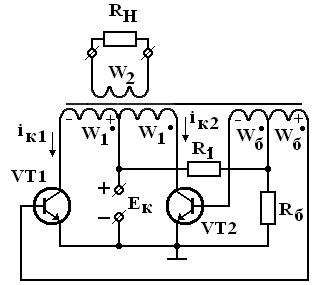 Rн
W2
- + - +
iк1 W1 W1 iк2 Wб Wб
R1
VT1 + Eк Rб
- VT2